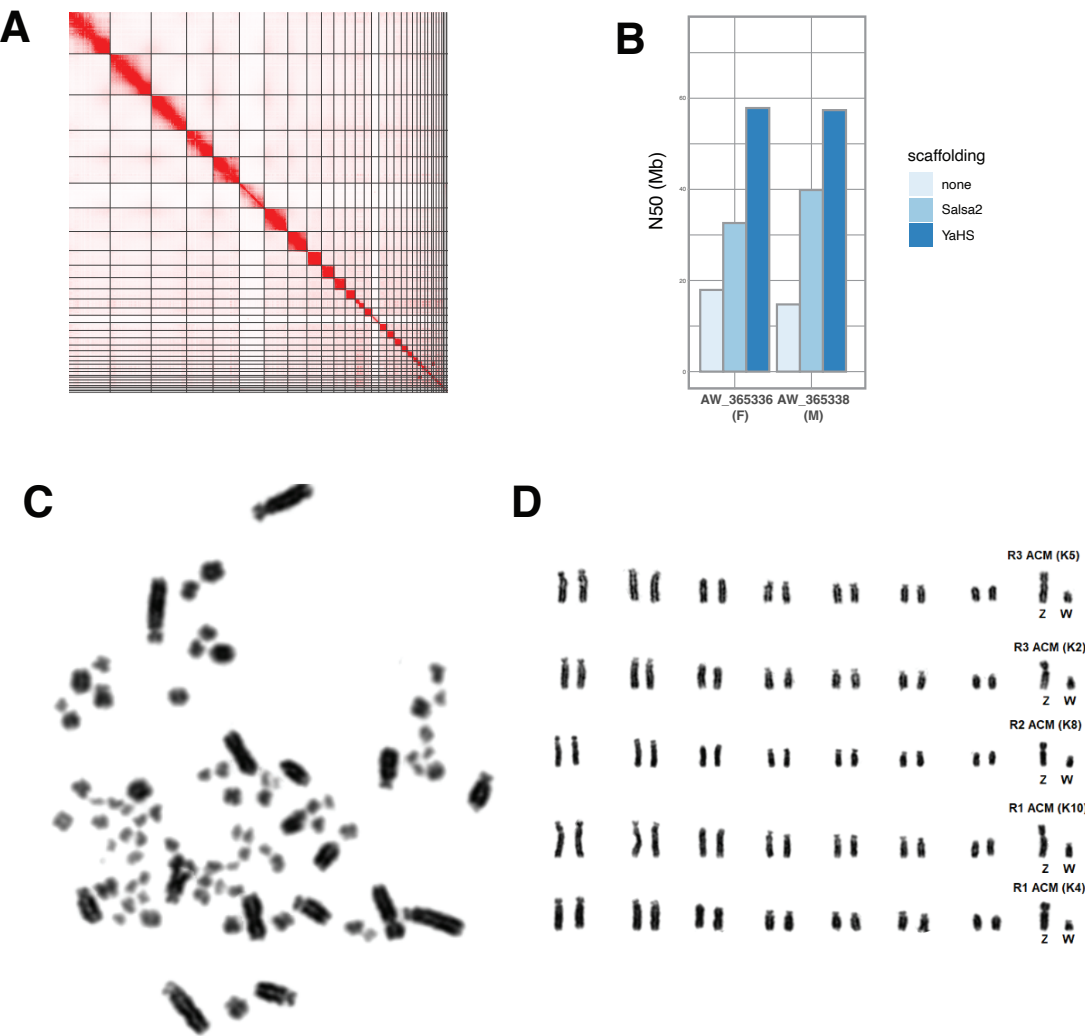 A
B
N50 (Mb)
60
40
20
0
AW_365336 AW_365338
(F) (M)
scaffolding
none
Salsa2
YaHS
C
D
R3 ACM (K5)
Z W
R3 ACM (K2)
Z W
R2 ACM (K8)
Z W
R1 ACM (K10)
Z W
R1 ACM (K4)
Z W